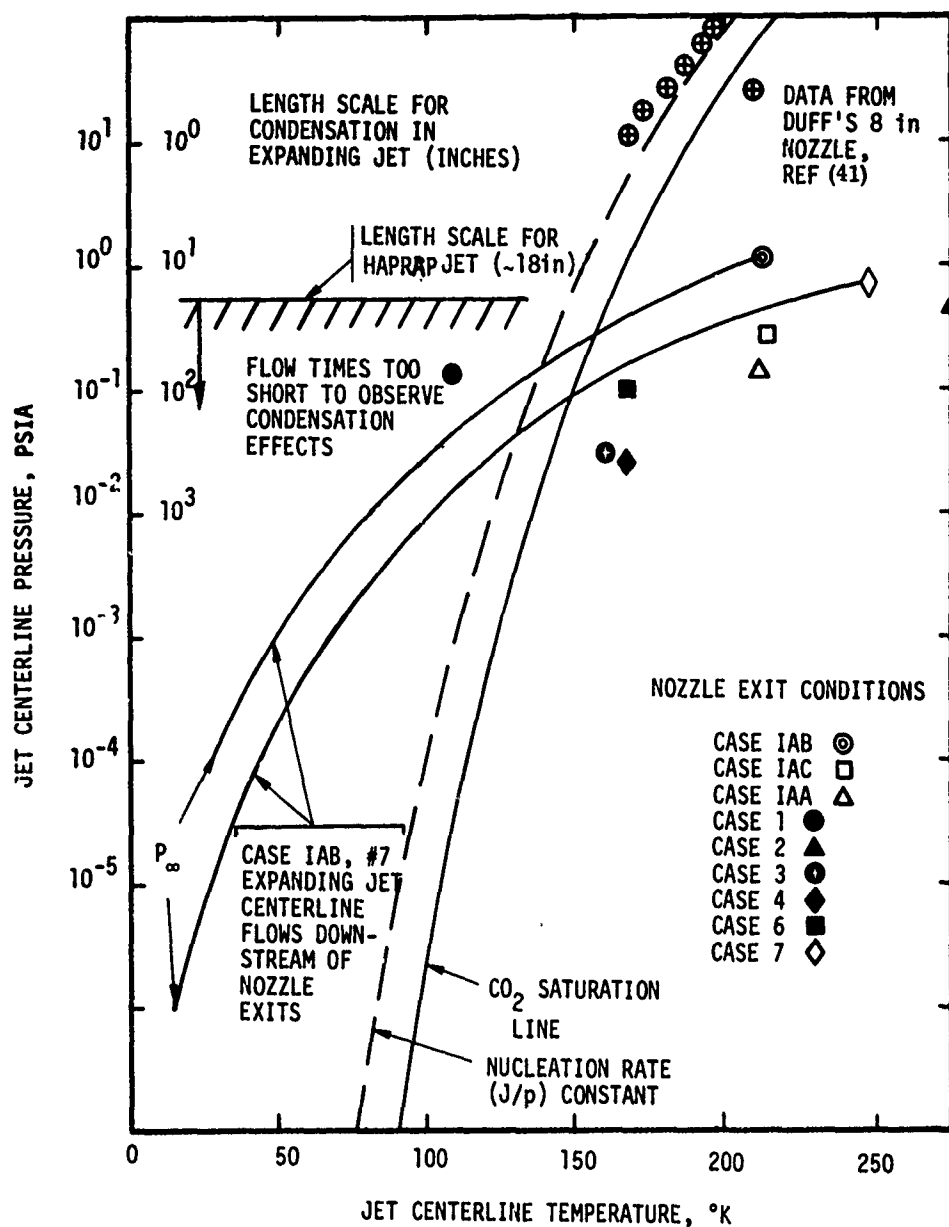 LENGTH SCALE FOR
CONDENSATION IN
EXPANDING JET (INCHES)
DATA FROM
DUFF'S 8 in
NOZZLE,
REF (41)
LENGTH SCALE FOR
HAPRAP JET (~18in)
FLOW TIMES TOO
SHORT TO OBSERVE
CONDENSATION
EFFECTS
10^1
10^0
10^-1
10^-2
10^-3
10^-4
10^-5
10^0
10^1
10^2
10^3
JET CENTERLINE PRESSURE, PSIA
P∞
CASE IAB, #7
EXPANDING JET
CENTERLINE
FLOWS DOWN-
STREAM OF
NOZZLE
EXITS
CO2 SATURATION
LINE
NUCLEATION RATE
(J/p) CONSTANT
NOZZLE EXIT CONDITIONS
CASE IAB
CASE IAC
CASE IAA
CASE 1
CASE 2
CASE 3
CASE 4
CASE 6
CASE 7
0 50 100 150 200 250
JET CENTERLINE TEMPERATURE, °K